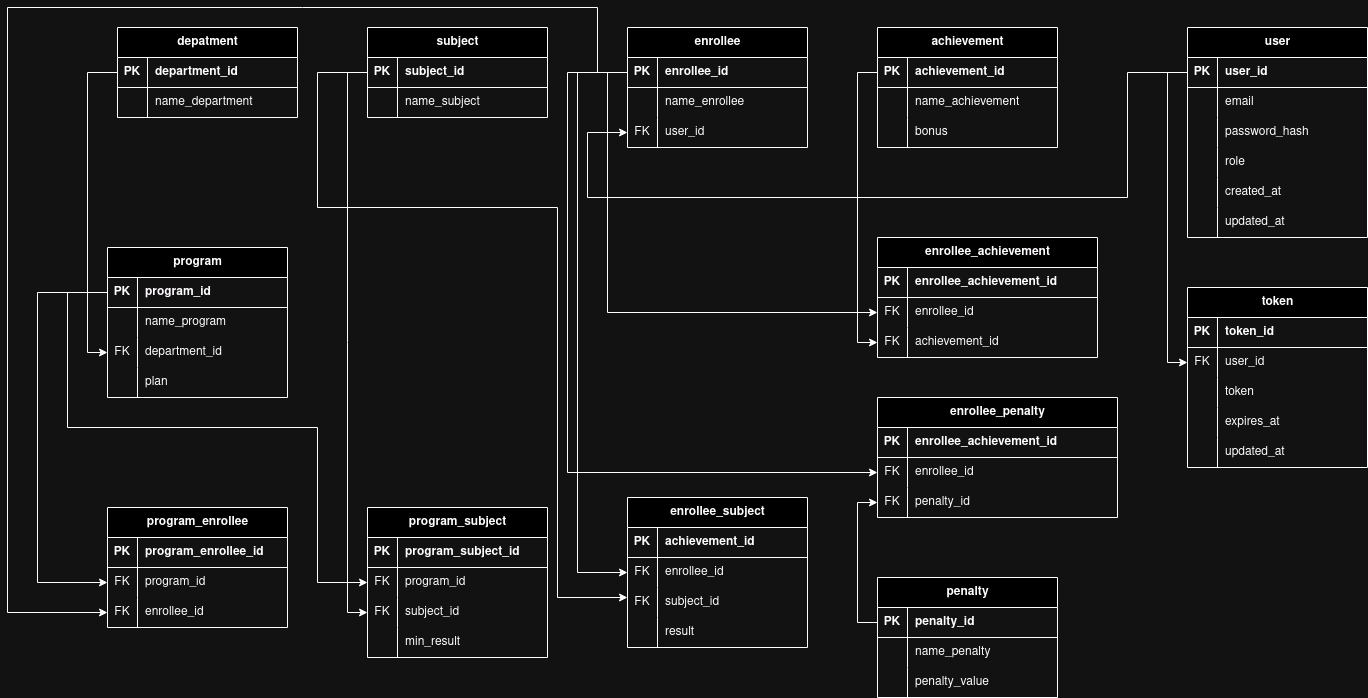 depatment
PK department_id
name_department
subject
PK subject_id
name_subject
enrollee
PK enrollee_id
name_enrollee
FK user_id
achievement
PK achievement_id
name_achievement
bonus
user
PK user_id
email
password_hash
role
created_at
updated_at
program
PK program_id
name_program
FK department_id
plan
enrollee_achievement
PK enrollee_achievement_id
FK enrollee_id
FK achievement_id
token
PK token_id
FK user_id
token
expires_at
updated_at
enrollee_penalty
PK enrollee_achievement_id
FK enrollee_id
FK penalty_id
program_enrollee
PK program_enrollee_id
FK program_id
FK enrollee_id
program_subject
PK program_subject_id
FK program_id
FK subject_id
min_result
enrollee_subject
PK achievement_id
FK enrollee_id
FK subject_id
result
penalty
PK penalty_id
name_penalty
penalty_value